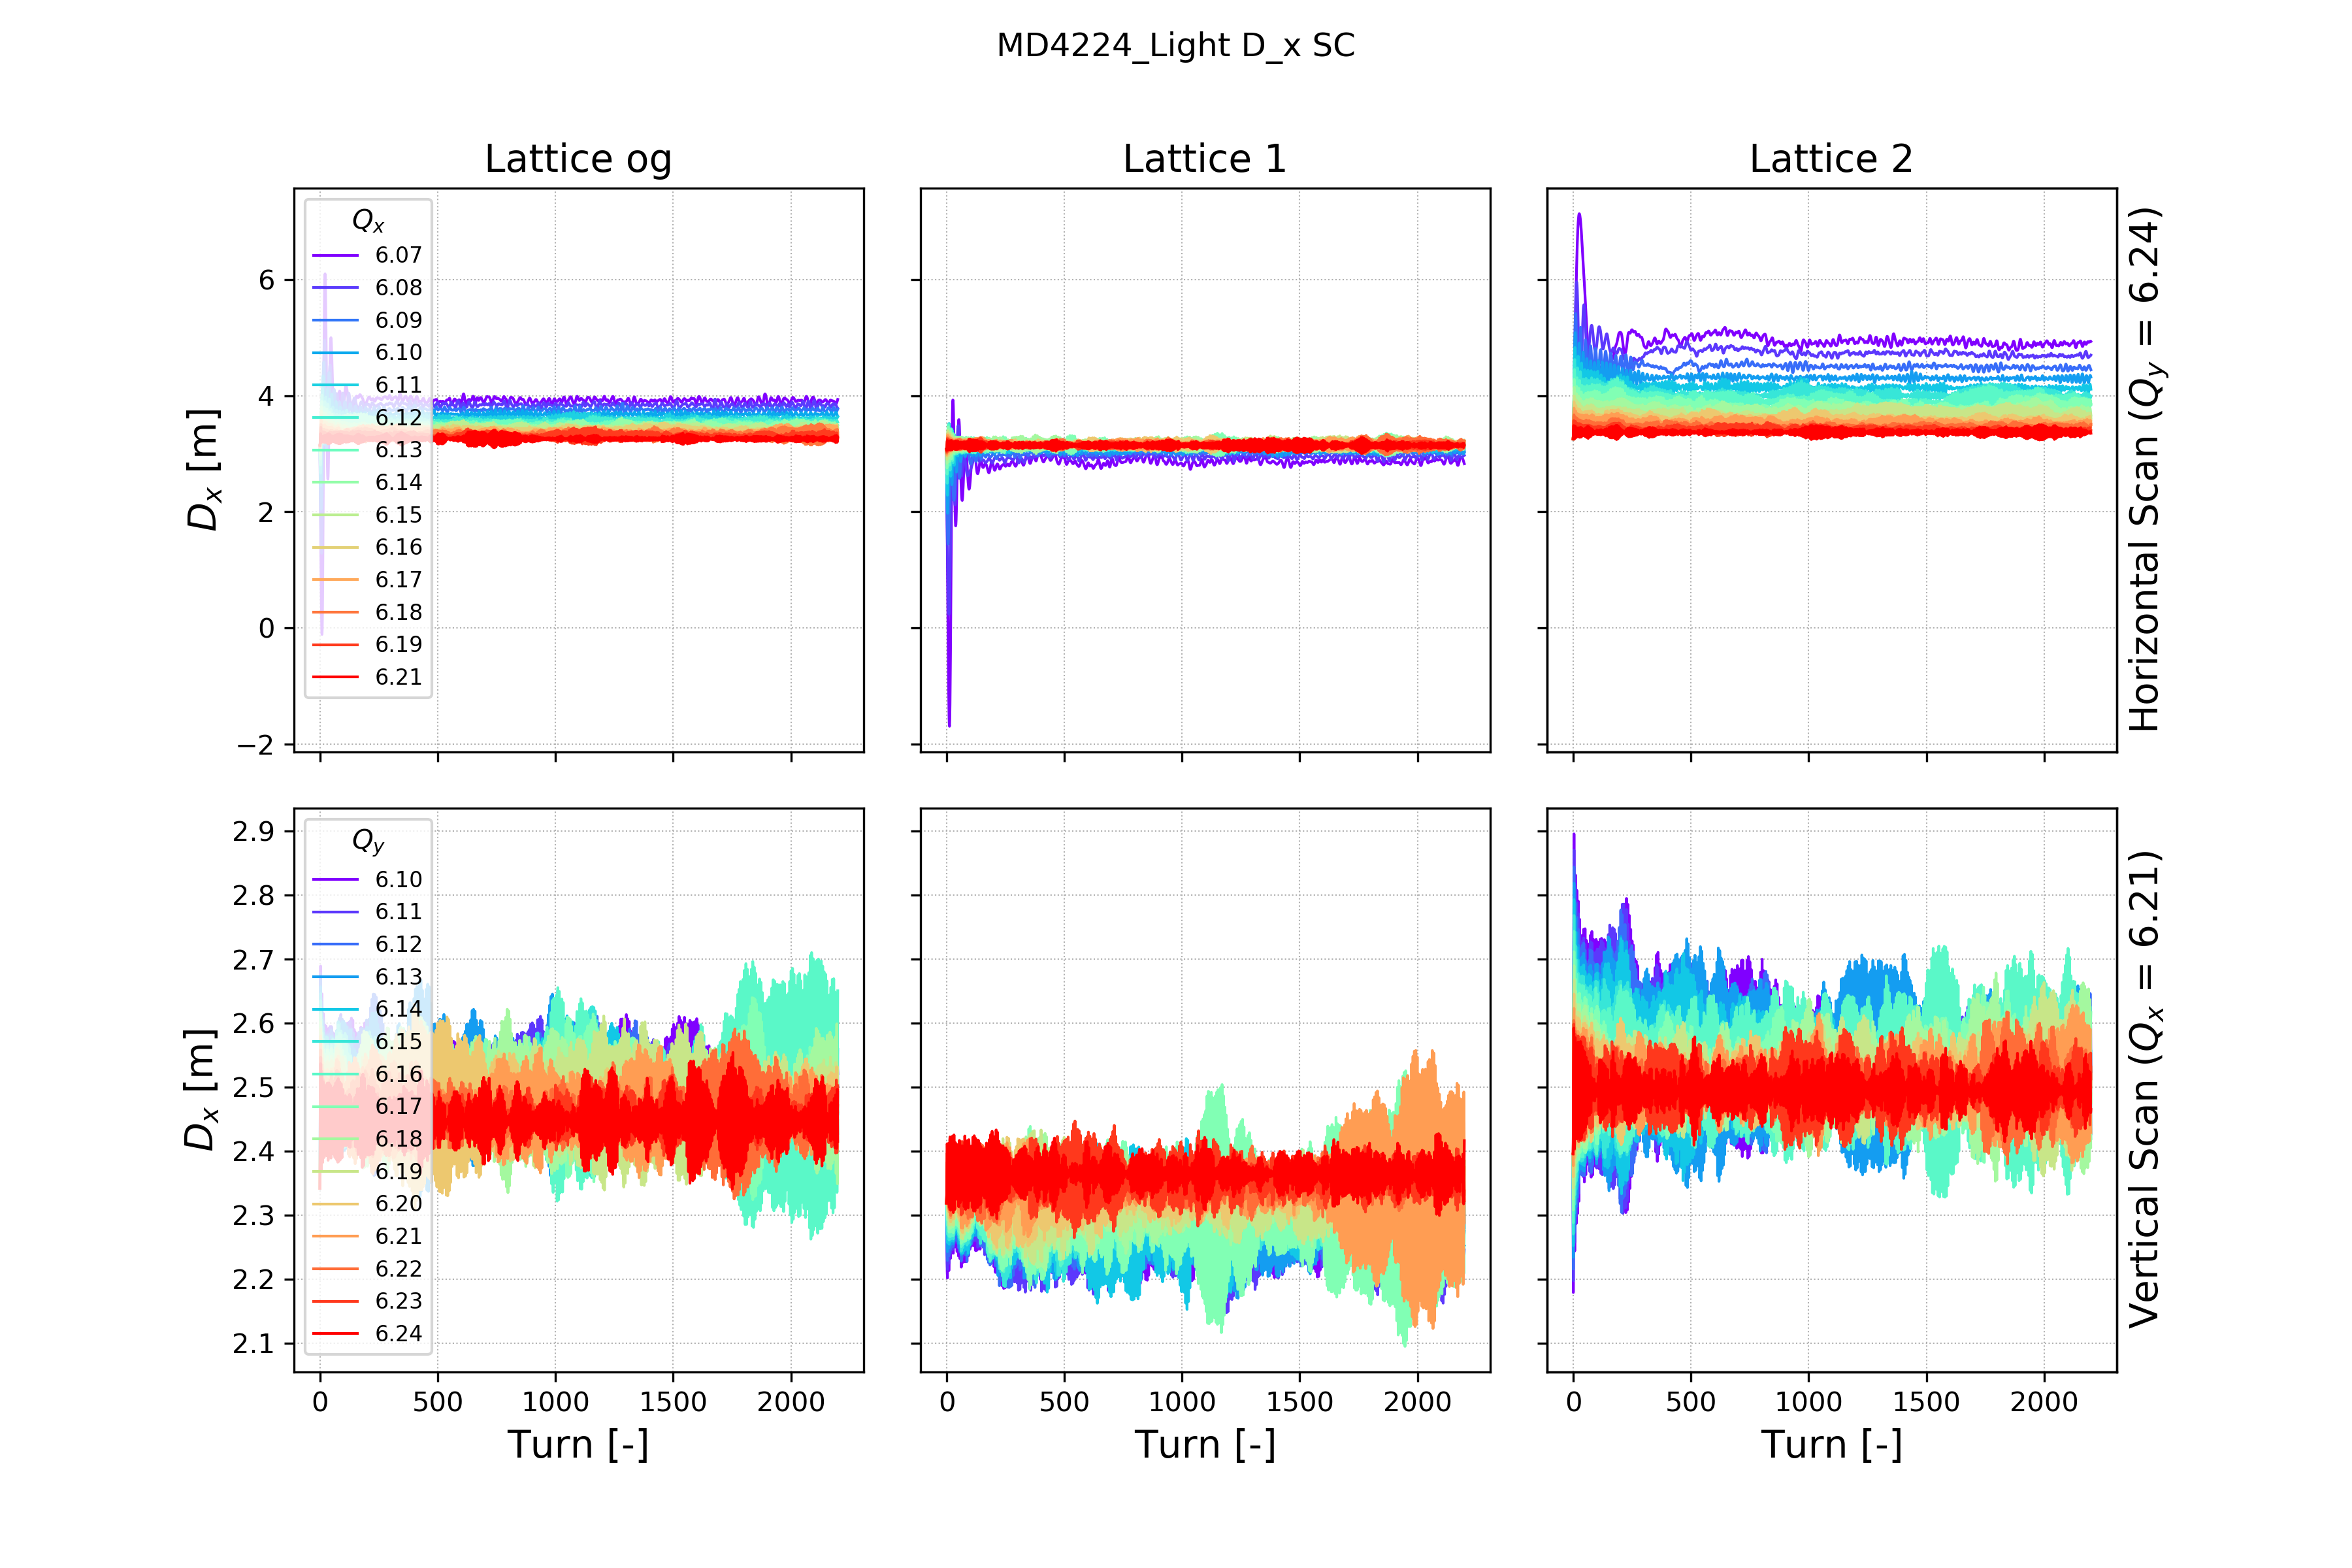 MD4224_Light D_x SC
Lattice og
Lattice 1
Lattice 2
Q_x
6.07
6.08
6.09
6.10
6.11
6.12
6.13
6.14
6.15
6.16
6.17
6.18
6.19
6.21
6
4
2
0
−2
D_x [m]
Horizontal Scan (Q_y = 6.24)
Q_y
6.10
6.11
6.12
6.13
6.14
6.15
6.16
6.17
6.18
6.19
6.20
6.21
6.22
6.23
6.24
2.9
2.8
2.7
2.6
2.5
2.4
2.3
2.2
2.1
D_x [m]
Vertical Scan (Q_x = 6.21)
0 500 1000 1500 2000
0 500 1000 1500 2000
0 500 1000 1500 2000
Turn [-]
Turn [-]
Turn [-]